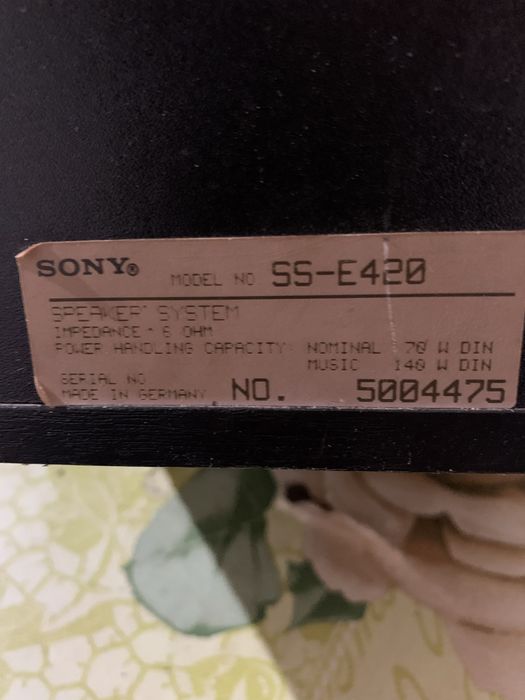 SONY® MODEL NO SS-E420
SPEAKER SYSTEM
IMPEDANCE · 6 OHM
POWER HANDLING CAPACITY: NOMINAL 70 W DIN
MUSIC 140 W DIN
SERIAL NO
MADE IN GERMANY NO. 5004475